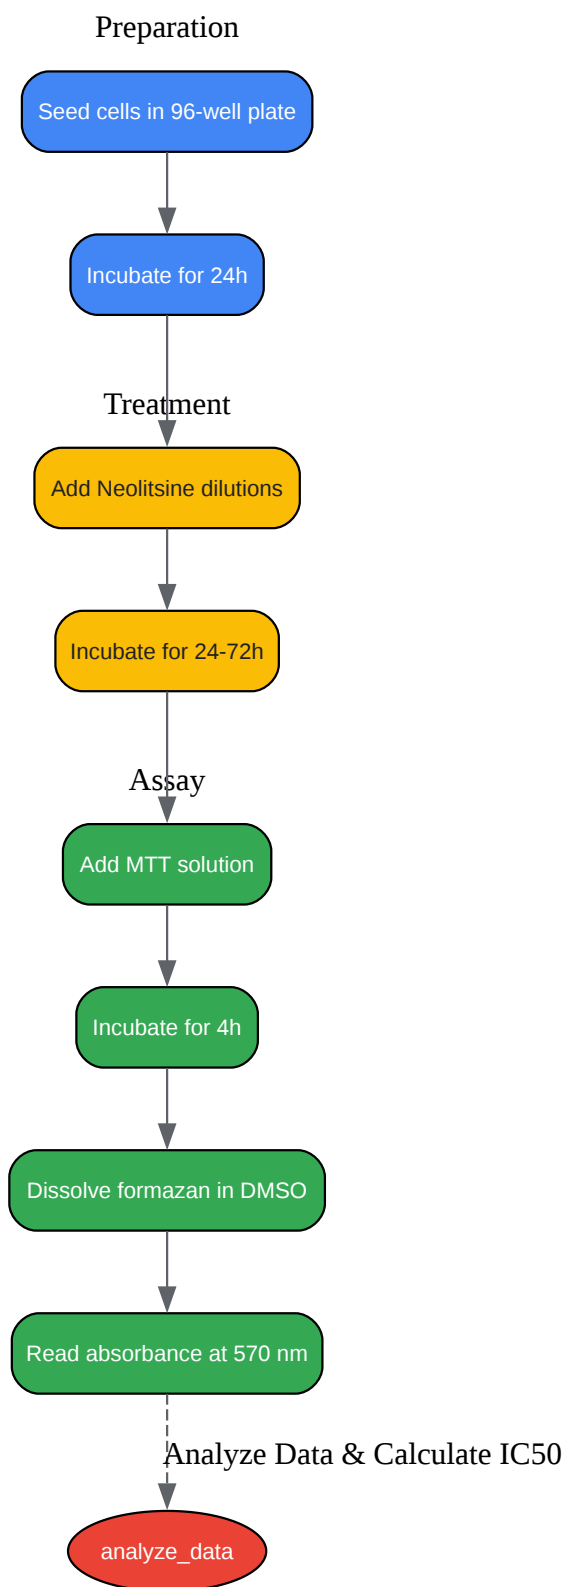 Preparation
Seed cells in 96-well plate
Incubate for 24h
Treatment
Add Neolitsine dilutions
Incubate for 24-72h
Assay
Add MTT solution
Incubate for 4h
Dissolve formazan in DMSO
Read absorbance at 570 nm
Analyze Data & Calculate IC50
analyze_data